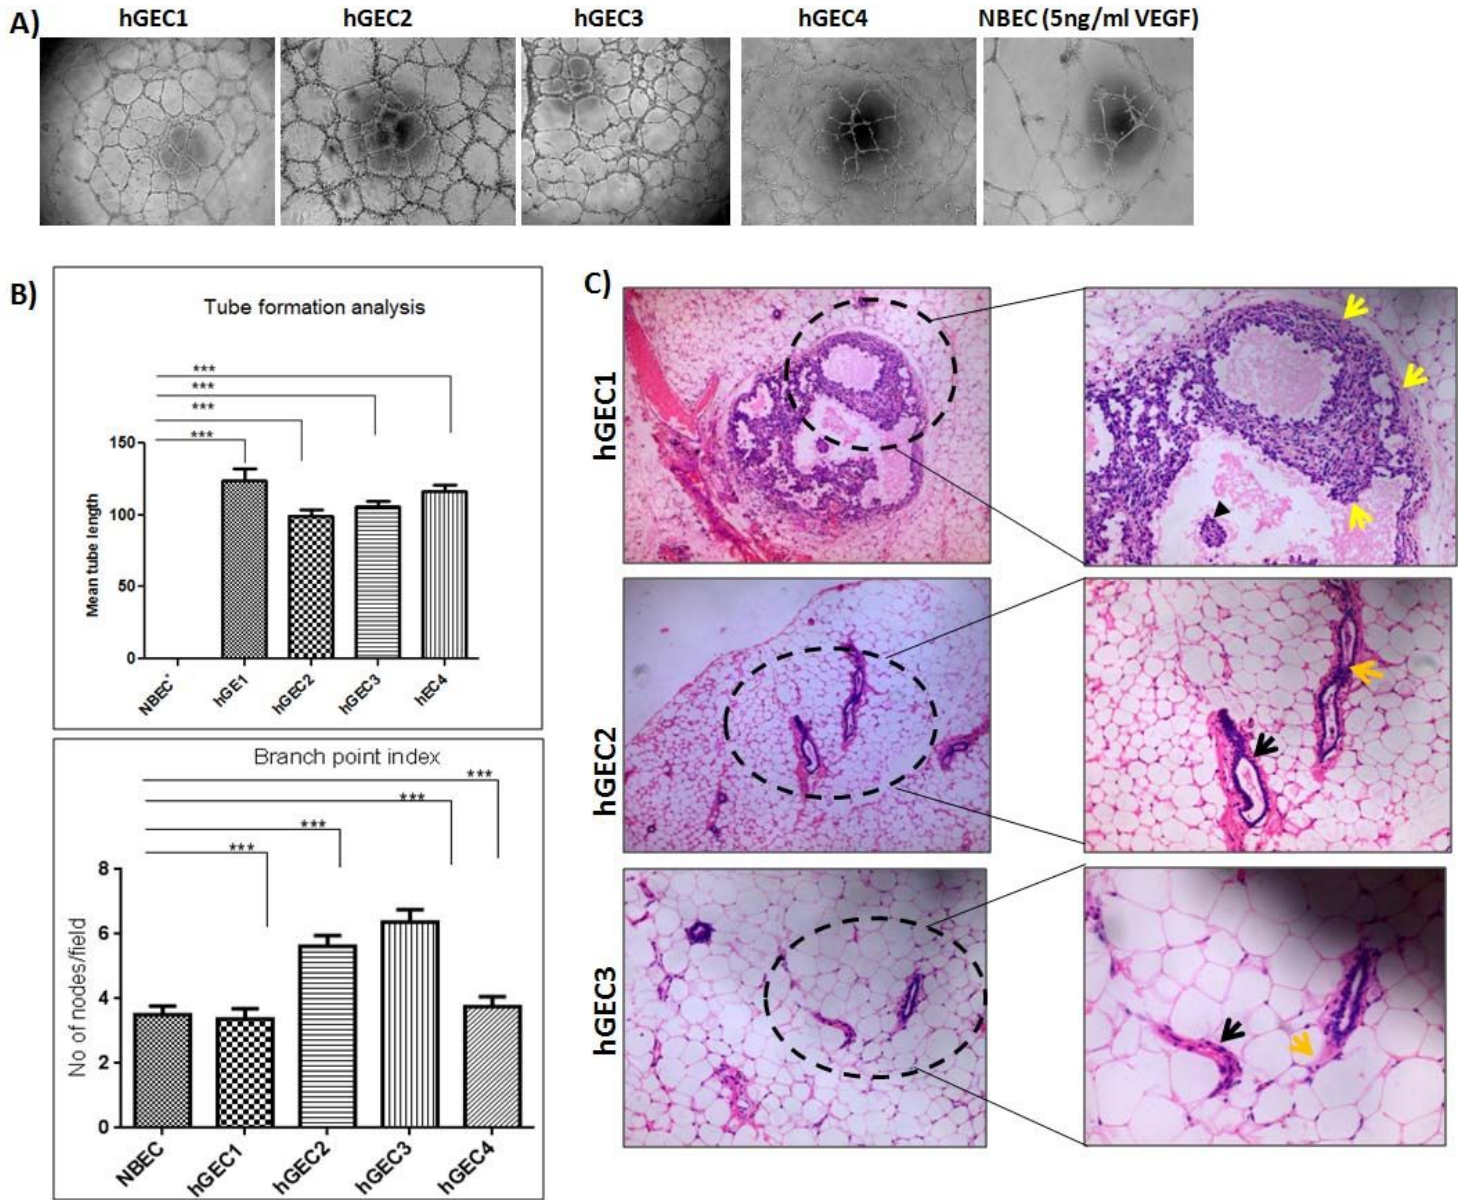 A)
hGEC1
hGEC2
hGEC3
hGEC4
NBEC (5ng/ml VEGF)
B)
Tube formation analysis
***
***
***
***
Mean tube length
150
100
50
0
NBEC*
hGE1
hGEC2
hGEC3
hEC4
Branch point index
***
***
***
***
No of nodes/field
8
6
4
2
0
NBEC
hGEC1
hGEC2
hGEC3
hGEC4
C)
hGEC1
hGEC2
hGEC3